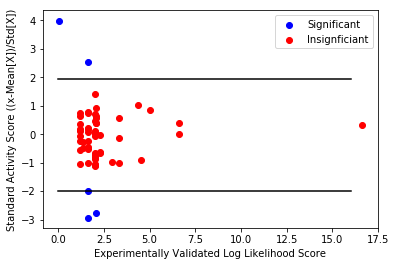 Significant
Insignficiant
4
3
2
1
0
−1
−2
−3
Standard Activity Score ((x-Mean[X])/Std[X])
0.0 2.5 5.0 7.5 10.0 12.5 15.0 17.5
Experimentally Validated Log Likelihood Score